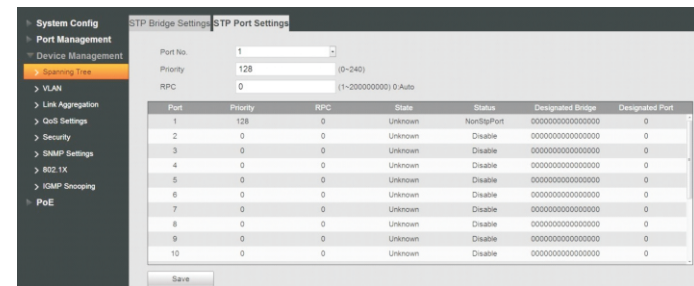 System Config
Port Management
Device Management
Spanning Tree
VLAN
Link Aggregation
QoS Settings
Security
SNMP Settings
802.1X
IGMP Snooping
PoE
STP Bridge Settings STP Port Settings
Port No. 1
Priority 128 (0~240)
RPC 0 (1~200000000) 0:Auto
Port Priority RPC State Status Designated Bridge Designated Port
1 128 0 Unknown NonStpPort 0000000000000000 0
2 0 0 Unknown Disable 0000000000000000 0
3 0 0 Unknown Disable 0000000000000000 0
4 0 0 Unknown Disable 0000000000000000 0
5 0 0 Unknown Disable 0000000000000000 0
6 0 0 Unknown Disable 0000000000000000 0
7 0 0 Unknown Disable 0000000000000000 0
8 0 0 Unknown Disable 0000000000000000 0
9 0 0 Unknown Disable 0000000000000000 0
10 0 0 Unknown Disable 0000000000000000 0
Save